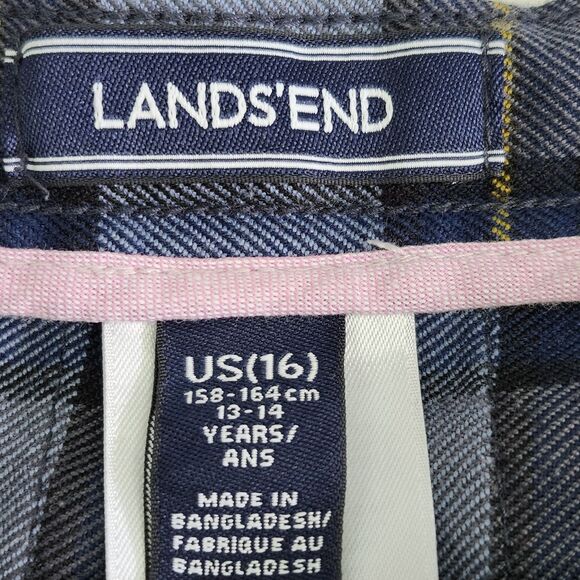 LANDS'END
US(16)
158-164cm
13-14
YEARS/
ANS
MADE IN
BANGLADESH/
FABRIQUE AU
BANGLADESH